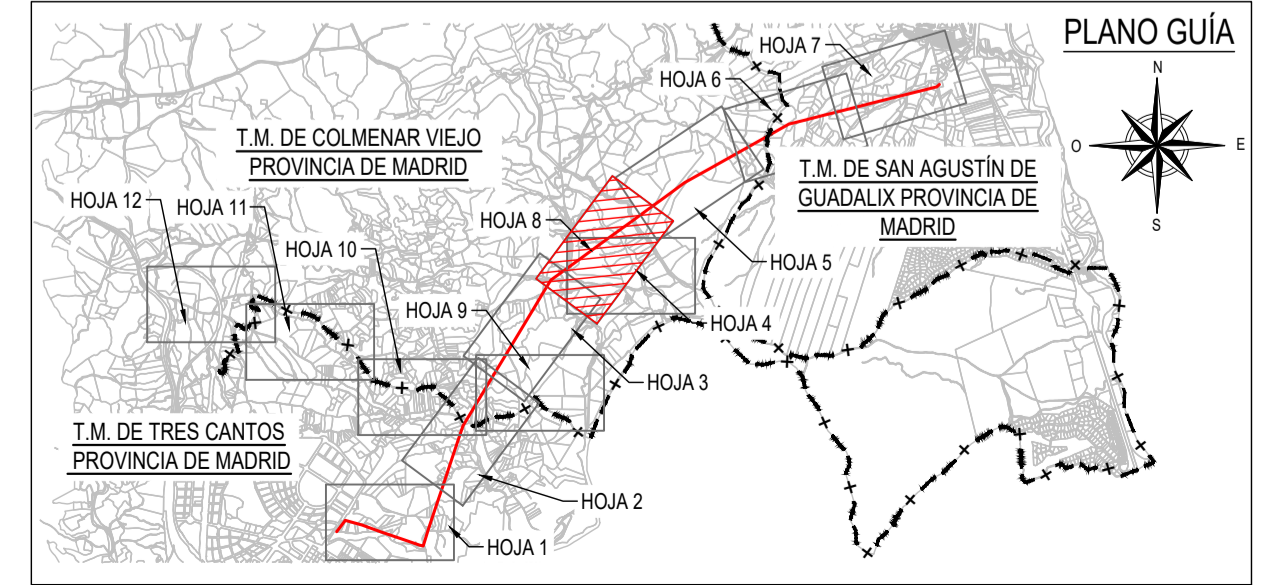 PLANO GUÍA
N
O
E
S
HOJA 7
HOJA 6
T.M. DE COLMENAR VIEJO
PROVINCIA DE MADRID
T.M. DE SAN AGUSTÍN DE
GUADALIX PROVINCIA DE
MADRID
HOJA 12
HOJA 11
HOJA 8
HOJA 10
HOJA 5
HOJA 9
HOJA 4
HOJA 3
T.M. DE TRES CANTOS
PROVINCIA DE MADRID
HOJA 2
HOJA 1